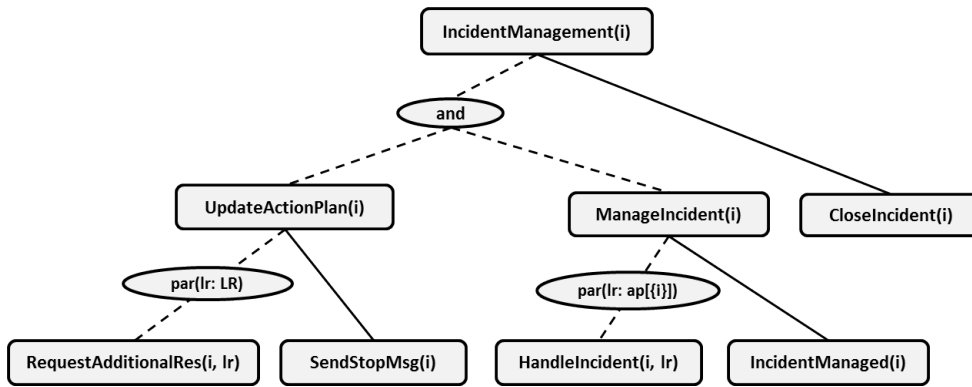 IncidentManagement(i)
and
UpdateActionPlan(i)
ManageIncident(i)
CloseIncident(i)
par(lr: LR)
par(lr: ap[{i}])
RequestAdditionalRes(i, lr)
SendStopMsg(i)
HandleIncident(i, lr)
IncidentManaged(i)